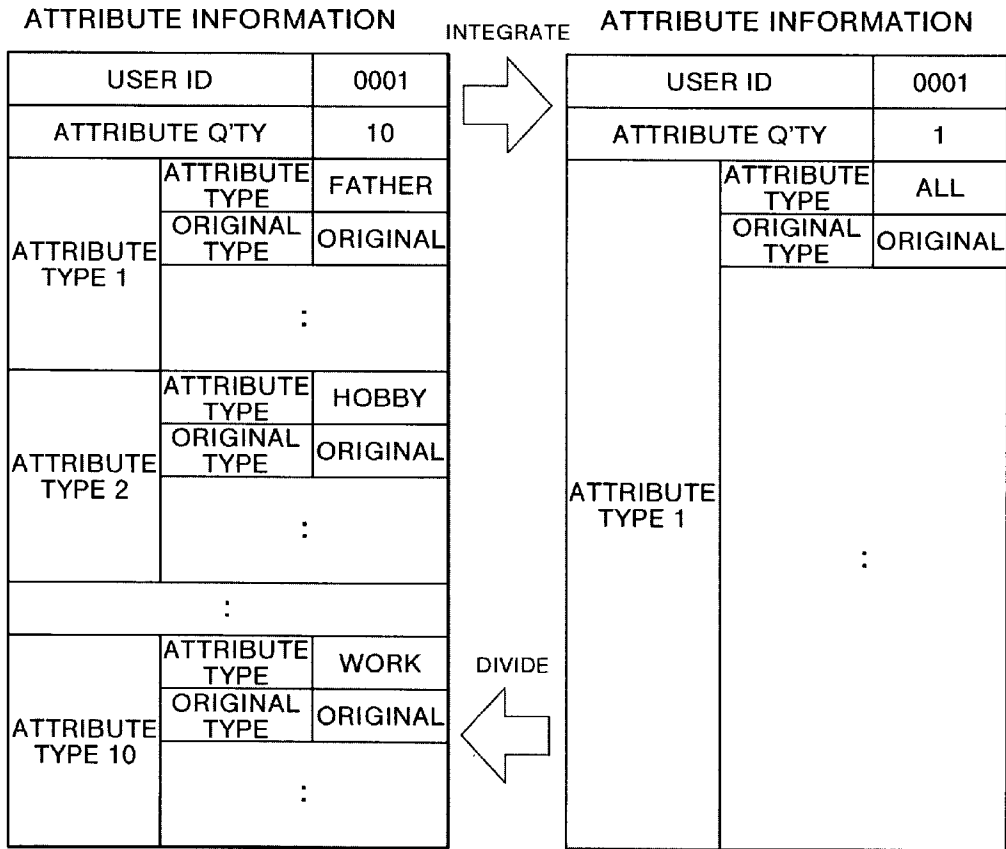 ATTRIBUTE INFORMATION
USER ID 0001
ATTRIBUTE Q'TY 10
ATTRIBUTE
TYPE 1
ATTRIBUTE
TYPE
FATHER
ORIGINAL
TYPE
ORIGINAL
:
ATTRIBUTE
TYPE 2
ATTRIBUTE
TYPE
HOBBY
ORIGINAL
TYPE
ORIGINAL
:
:
ATTRIBUTE
TYPE 10
ATTRIBUTE
TYPE
WORK
ORIGINAL
TYPE
ORIGINAL
:
INTEGRATE
DIVIDE
ATTRIBUTE INFORMATION
USER ID 0001
ATTRIBUTE Q'TY 1
ATTRIBUTE
TYPE 1
ATTRIBUTE
TYPE
ALL
ORIGINAL
TYPE
ORIGINAL
: